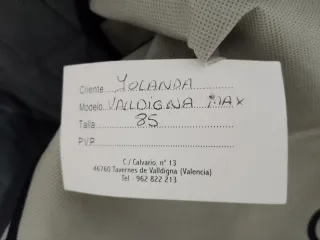 Cliente YOLANDA
Modelo VALLDIGNA MAX
Talla 85
P.V.P.
C/ Calvario, nº 13
46760 Tavernes de Valldigna (Valencia)
Tel - 962 822 213